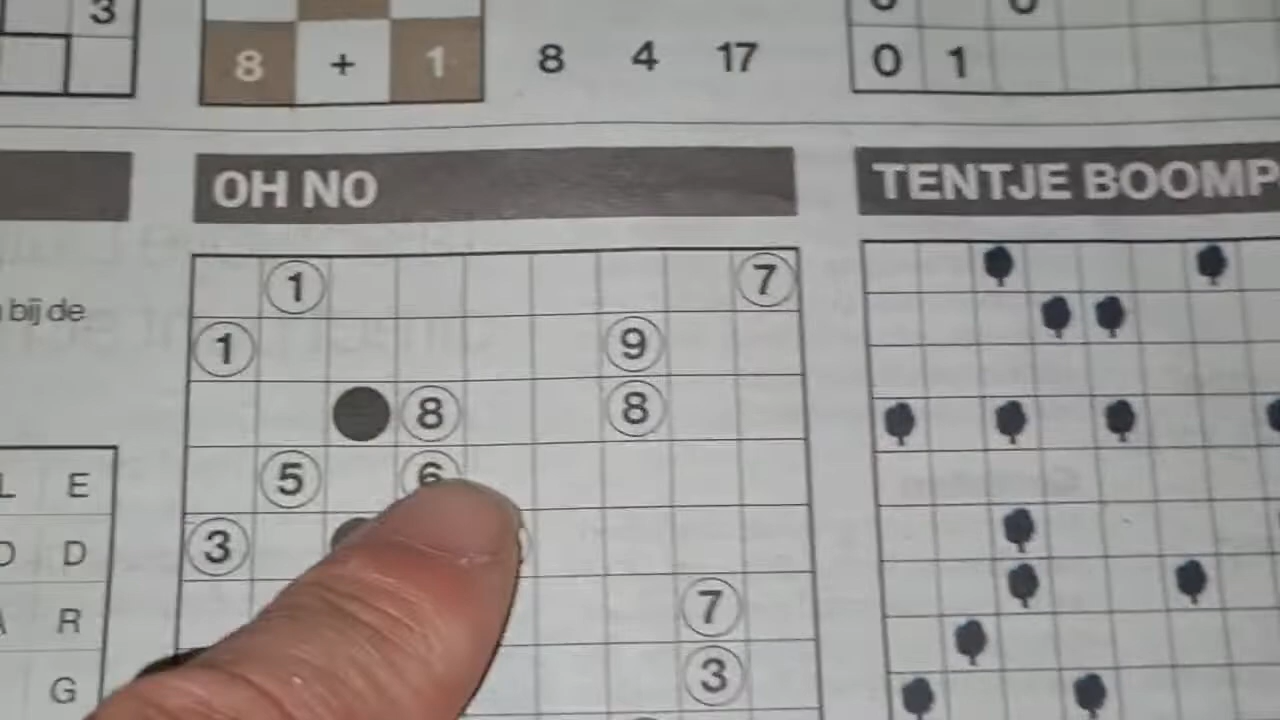 3
8 + 1 8 4 17
0 1
OH NO
TENTJE BOOMP
1 7
bij de
1 9
8 8
5 6
L E
3
D D
7
R
3
G